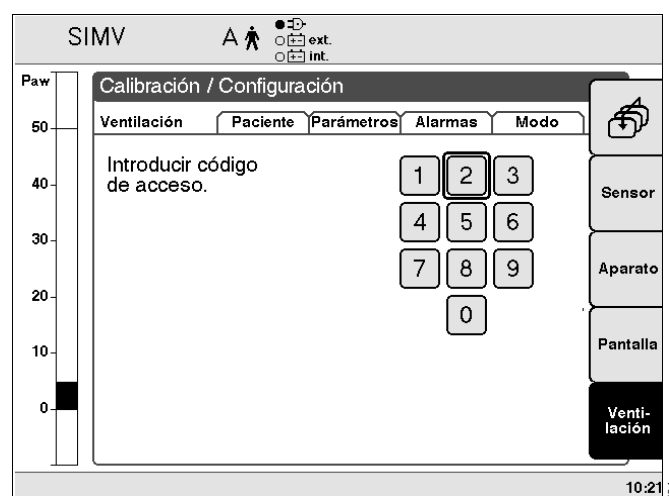 SIMV
A
ext.
int.
Paw
50
40
30
20
10
0
Calibración / Configuración
Ventilación Paciente Parámetros Alarmas Modo
Introducir código
de acceso.
1 2 3
4 5 6
7 8 9
0
Sensor
Aparato
Pantalla
Venti-
lación
10:21